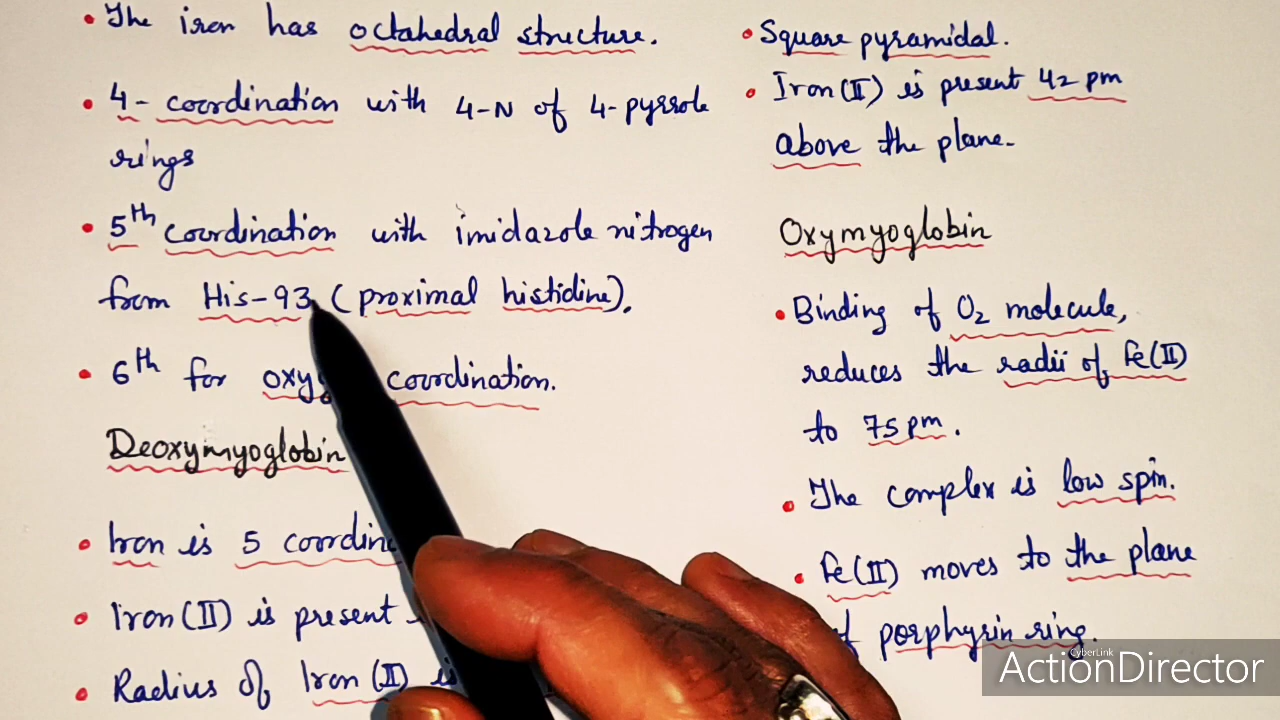 • The iron has octahedral structure.
• 4- coordination with 4-N of 4-pyrrole
rings
• 5th coordination with imidazole nitrogen
from His-93 (proximal histidine).
• 6th for coordination.
Deoxymyoglobin
• Iron is 5
• Iron (II) is present
• Radius of Iron (II)
• Square pyramidal.
• Iron (II) is present 42 pm
above the plane.
Oxymyoglobin
• Binding of O2 molecule,
reduces the radii of Fe(II)
to 75 pm.
• The complex is low spin.
• Fe(II) moves to the plane
porphyrin ring.
CyberLink
ActionDirector